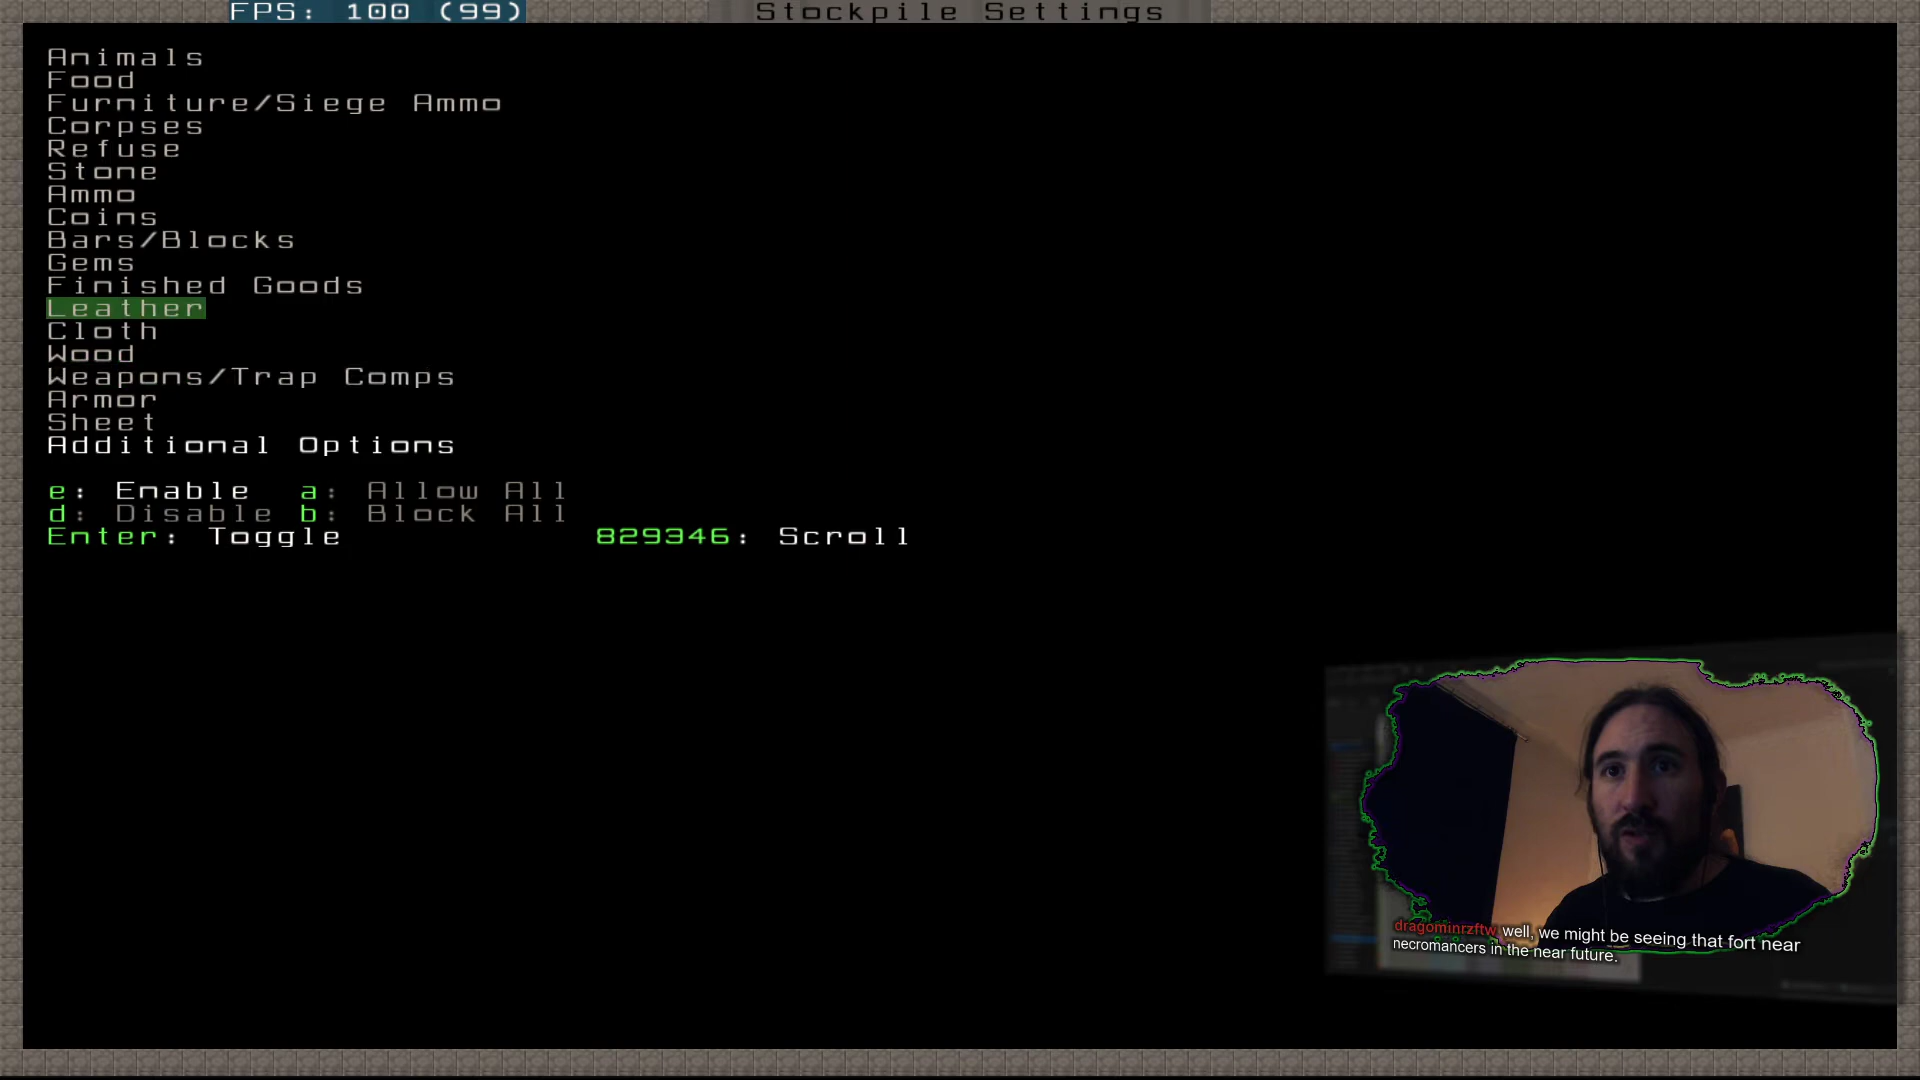 FPS: 100 (99)
Stockpile Settings
Animals
Food
Furniture/Siege Ammo
Corpses
Refuse
Stone
Ammo
Coins
Bars/Blocks
Gems
Finished Goods
Leather
Cloth
Wood
Weapons/Trap Comps
Armor
Sheet
Additional Options
e: Enable a: Allow All
d: Disable b: Block All
Enter: Toggle 829346: Scroll
dragominrzftw well, we might be seeing that fort near
necromancers in the near future.